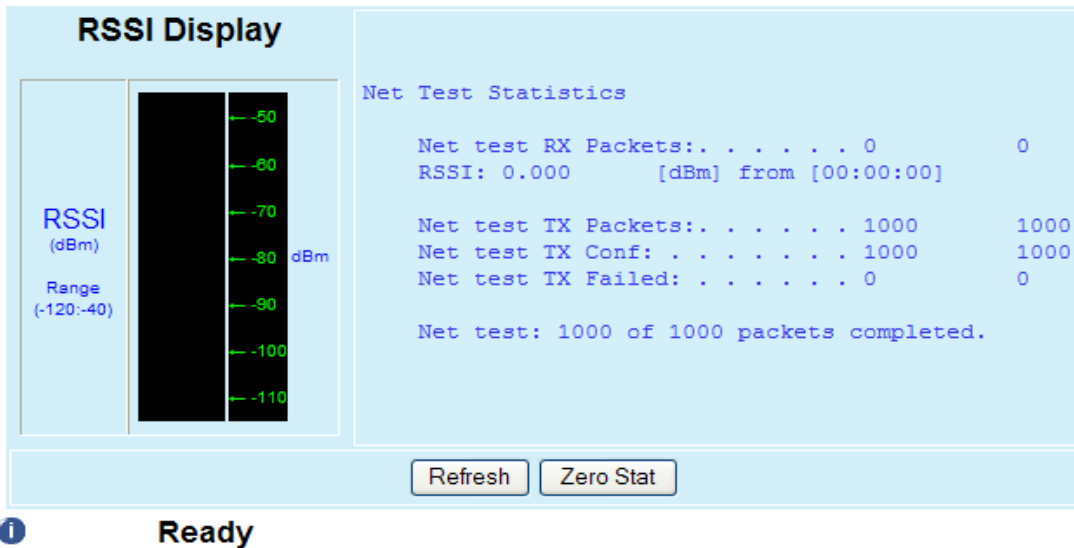 RSSI Display
RSSI
(dBm)
Range
(-120:-40)
← -50
← -60
← -70
← -80 dBm
← -90
← -100
← -110
Net Test Statistics
Net test RX Packets:. . . . . . 0 0
RSSI: 0.000 [dBm] from [00:00:00]
Net test TX Packets:. . . . . . 1000 1000
Net test TX Conf: . . . . . . . 1000 1000
Net test TX Failed: . . . . . . 0 0
Net test: 1000 of 1000 packets completed.
Refresh Zero Stat
i Ready